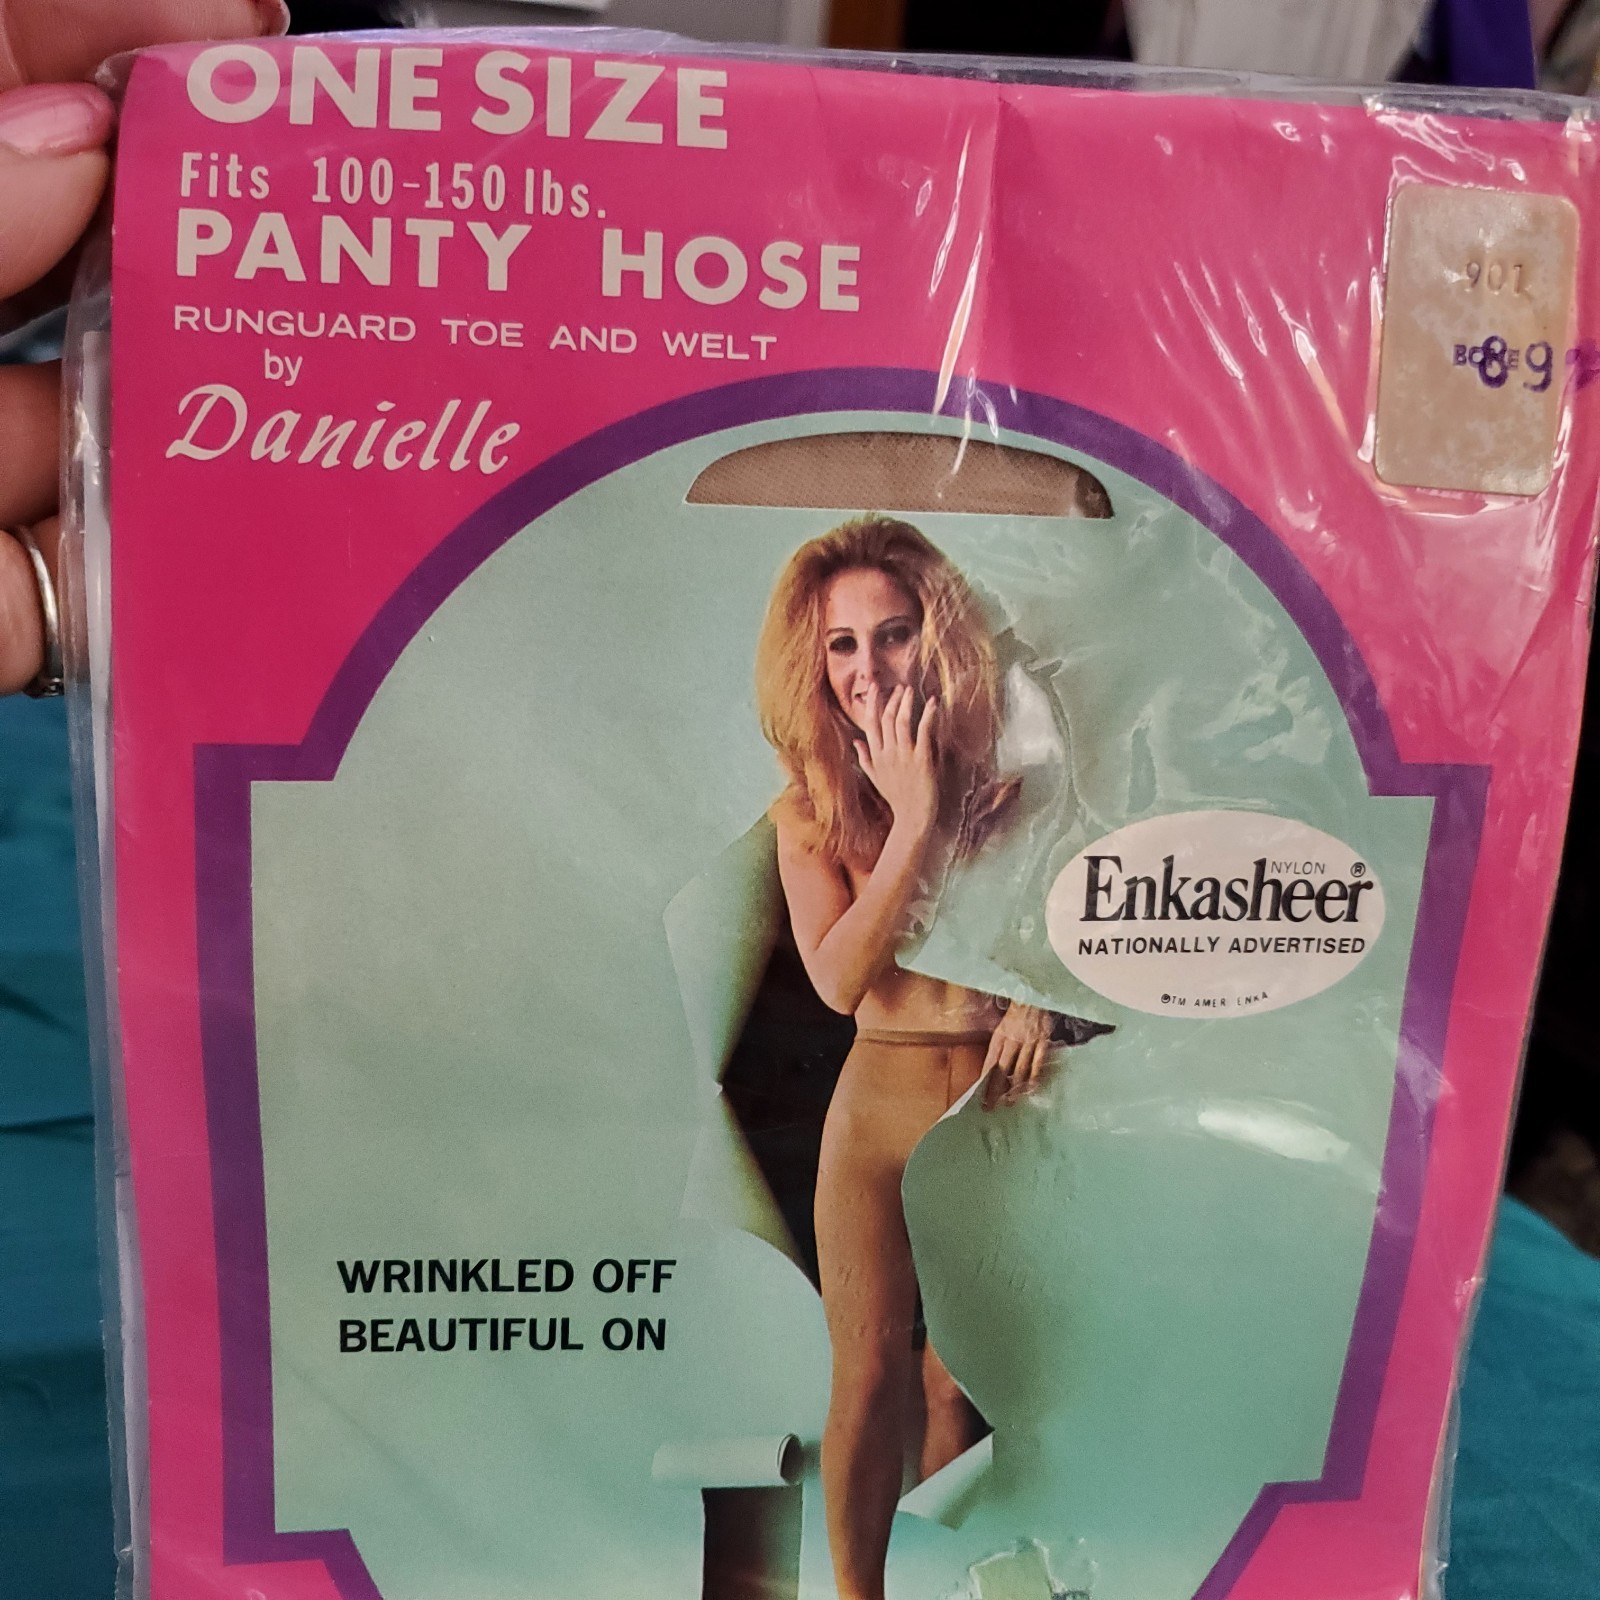 ONE SIZE
Fits 100-150 lbs.
PANTY HOSE
RUNGUARD TOE AND WELT
by
Danielle
901
89
NYLON
Enkasheer®
NATIONALLY ADVERTISED
TM AMER ENKA
WRINKLED OFF
BEAUTIFUL ON